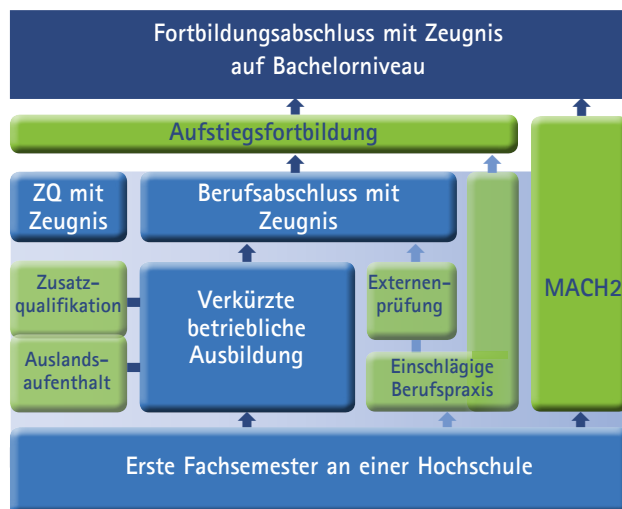 Fortbildungsabschluss mit Zeugnis
auf Bachelorniveau
Aufstiegsfortbildung
ZQ mit
Zeugnis
Berufsabschluss mit
Zeugnis
Zusatz-
qualifikation
Auslands-
aufenthalt
Verkürzte
betriebliche
Ausbildung
Externen-
prüfung
Einschlägige
Berufspraxis
MACH2
Erste Fachsemester an einer Hochschule